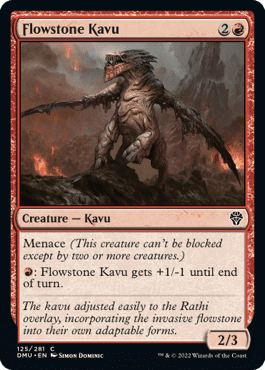 Flowstone Kavu 2
Creature — Kavu
Menace (This creature can't be blocked
except by two or more creatures.)
: Flowstone Kavu gets +1/-1 until end
of turn.
The kavu adjusted easily to the Rathi
overlay, incorporating the invasive flowstone
into their own adaptable forms.
2/3
125/281 C
DMU • EN SIMON DOMINIC
™ & © 2022 Wizards of the Coast